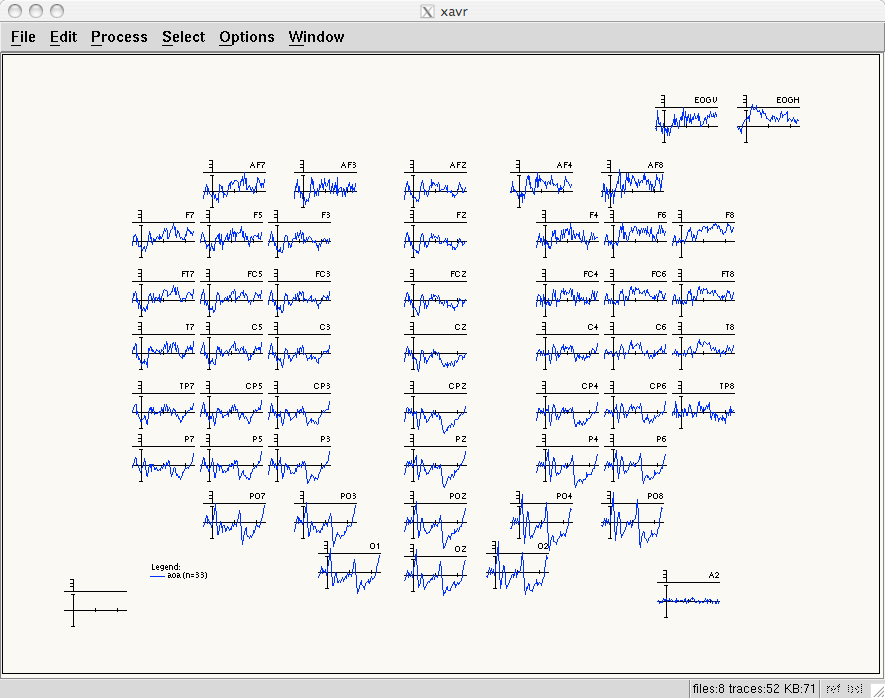 xavr
File Edit Process Select Options Window
EOGV EOGH
AF7 AF3 AFZ AF4 AF8
F7 F5 F3 FZ F4 F6 F8
FT7 FC5 FC3 FCZ FC4 FC6 FT8
T7 C5 C3 CZ C4 C6 T8
TP7 CP5 CP3 CPZ CP4 CP6 TP8
P7 P5 P3 PZ P4 P6
PO7 PO3 POZ PO4 PO8
O1 OZ O2
Legend:
aoa (n=33)
A2
files:8 traces:52 KB:71 ref bsl